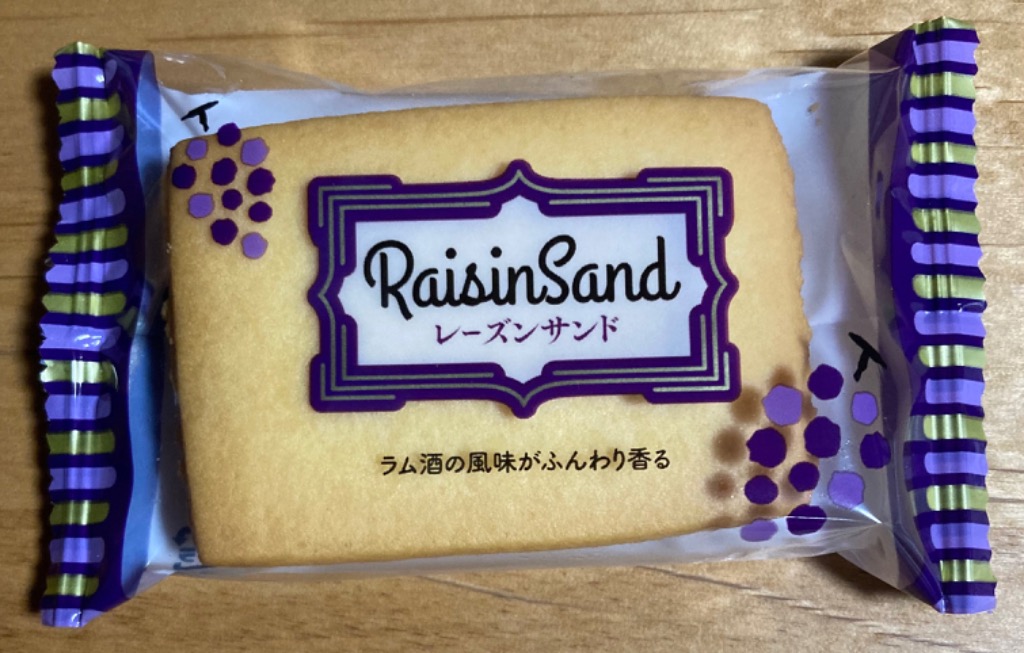 RaisinSand
レーズンサンド
ラム酒の風味がふんわり香る